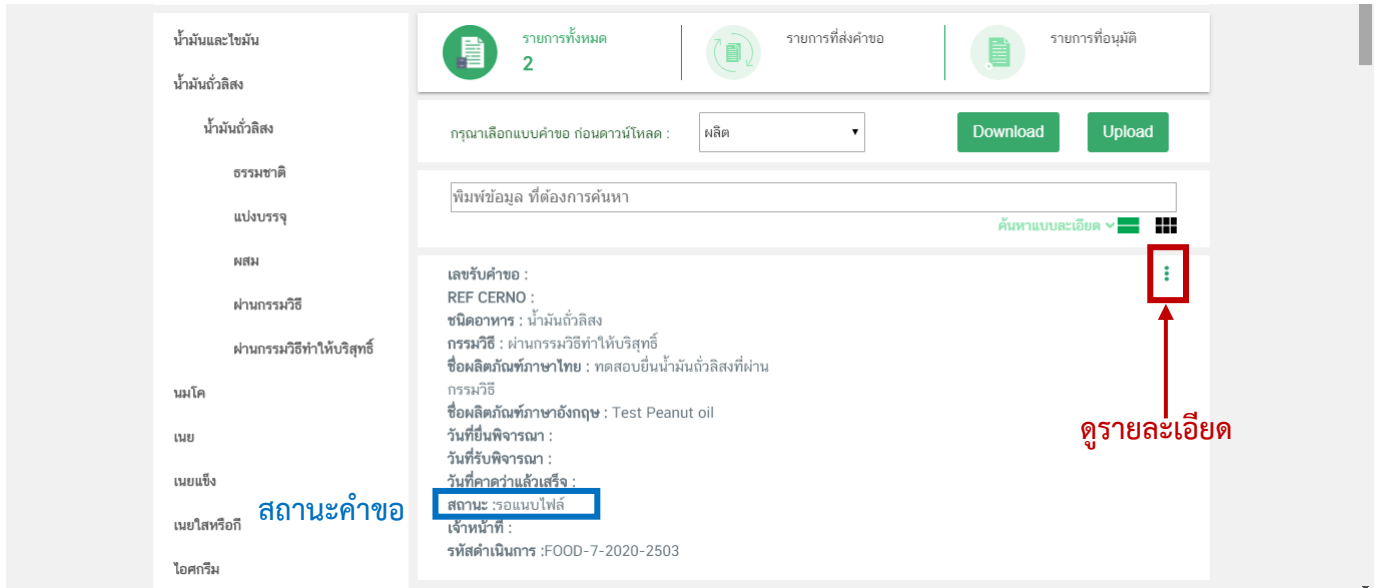 น้ำมันและไขมัน
น้ำมันถั่วลิสง
น้ำมันถั่วลิสง
ธรรมชาติ
แบ่งบรรจุ
ผสม
ผ่านกรรมวิธี
ผ่านกรรมวิธีทำให้บริสุทธิ์
นมโค
เนย
เนยแข็ง
เนยใสหรือกี
ไอศกรีม
สถานะคำขอ
รายการทั้งหมด
2
รายการที่ส่งคำขอ
รายการที่อนุมัติ
กรุณาเลือกแบบคำขอ ก่อนดาวน์โหลด : ผลิต Download Upload
พิมพ์ข้อมูล ที่ต้องการค้นหา
ค้นหาแบบละเอียด
เลขรับคำขอ :
REF CERNO :
ชนิดอาหาร : น้ำมันถั่วลิสง
กรรมวิธี : ผ่านกรรมวิธีทำให้บริสุทธิ์
ชื่อผลิตภัณฑ์ภาษาไทย : ทดสอบยื่นน้ำมันถั่วลิสงที่ผ่าน
กรรมวิธี
ชื่อผลิตภัณฑ์ภาษาอังกฤษ : Test Peanut oil
วันที่ยื่นพิจารณา :
วันที่รับพิจารณา :
วันที่คาดว่าแล้วเสร็จ :
สถานะ :รอแนบไฟล์
เจ้าหน้าที่ :
รหัสดำเนินการ :FOOD-7-2020-2503
ดูรายละเอียด